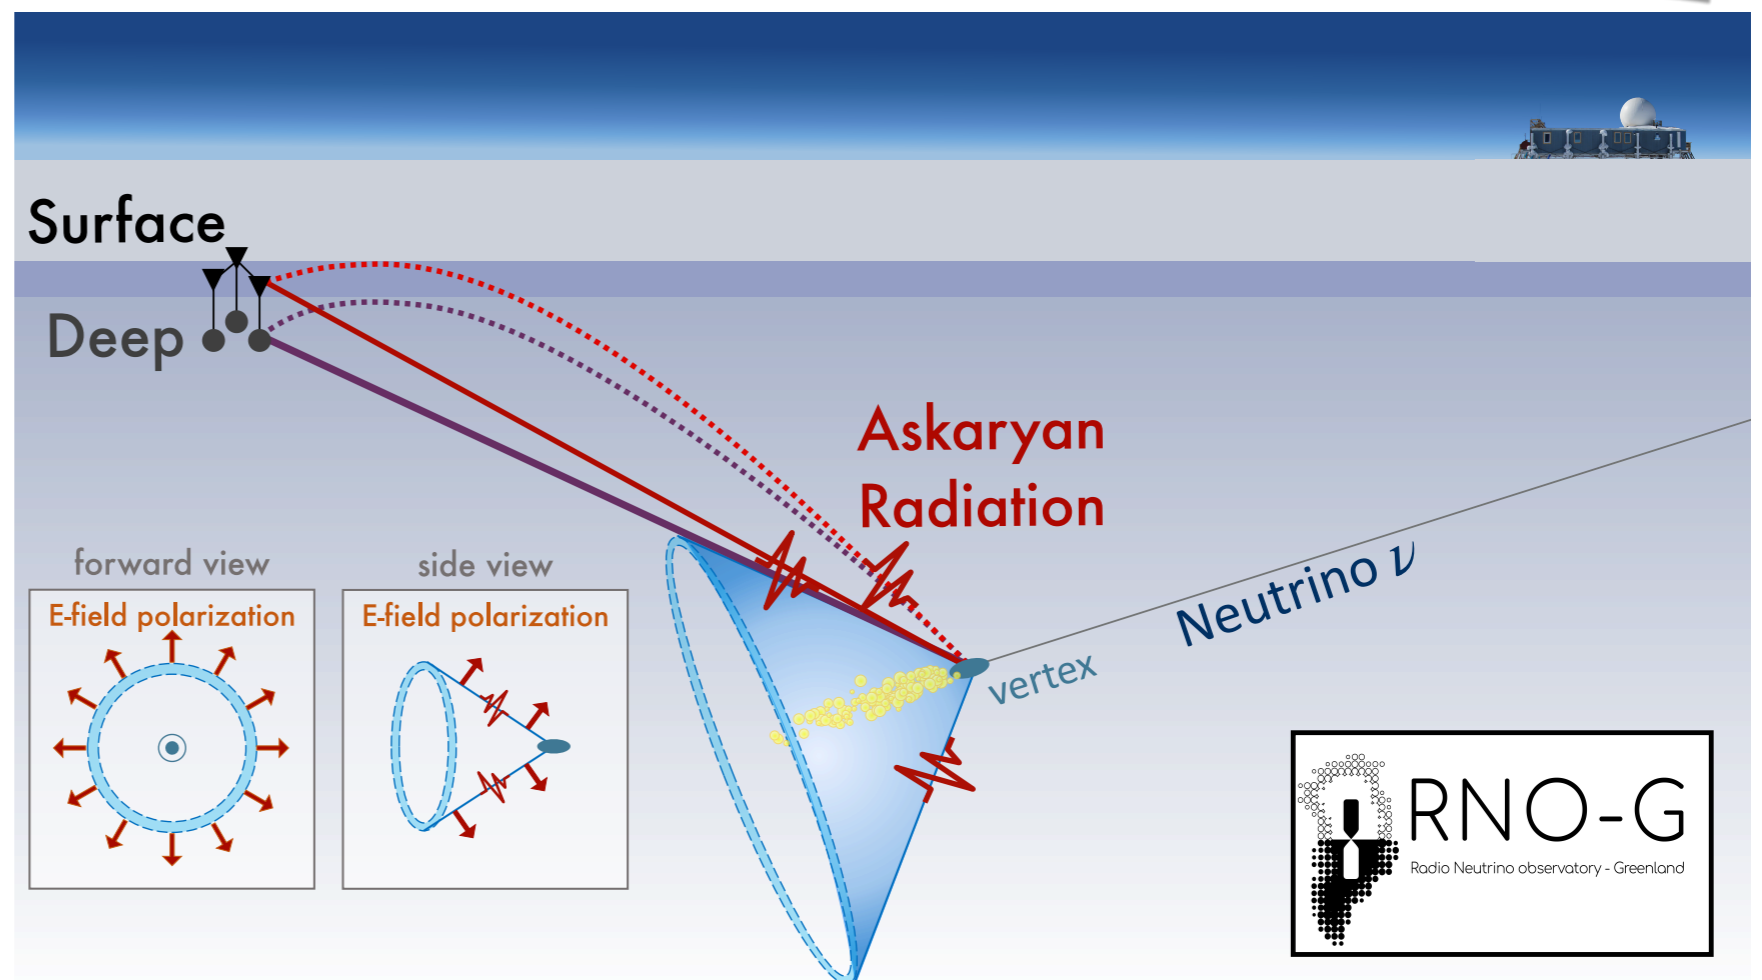 Surface
Deep
Askaryan
Radiation
Neutrino ν
vertex
forward view
E-field polarization
side view
E-field polarization
RNO-G
Radio Neutrino observatory - Greenland